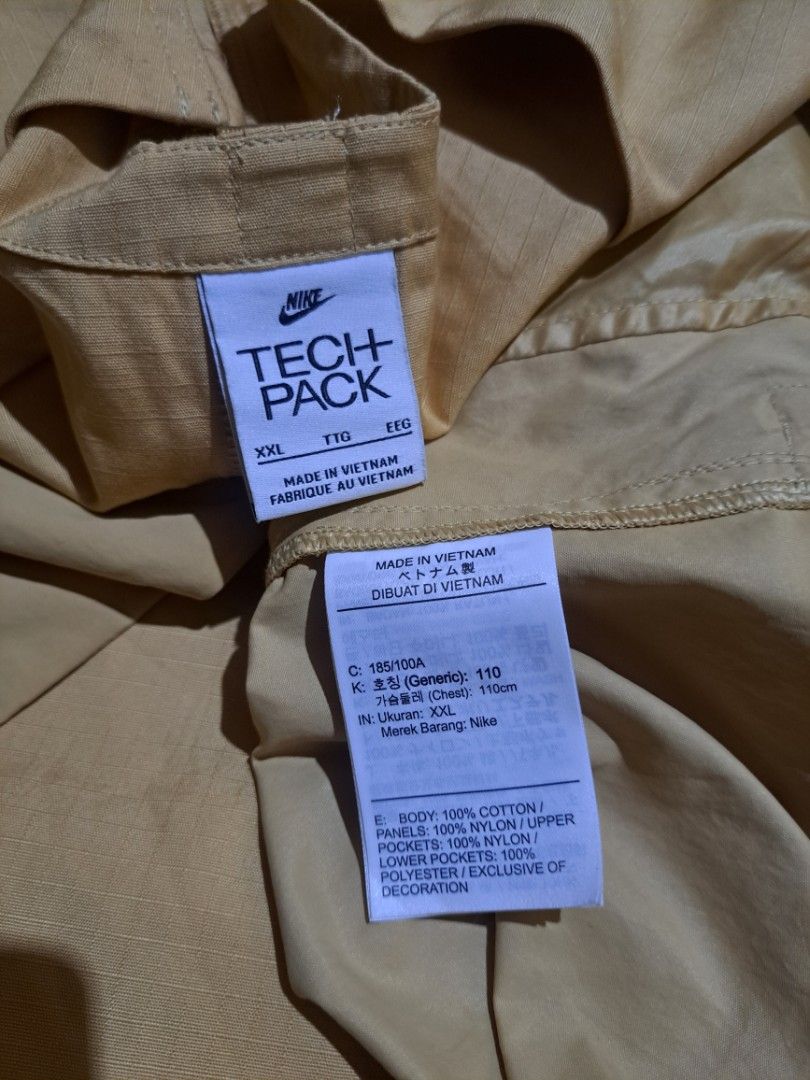 NIKE
TECH
PACK
XXL TTG EEG
MADE IN VIETNAM
FABRIQUE AU VIETNAM
MADE IN VIETNAM
ベトナム製
DIBUAT DI VIETNAM
C: 185/100A
K: 호칭 (Generic): 110
가슴둘레 (Chest): 110cm
IN: Ukuran: XXL
Merek Barang: Nike
E: BODY: 100% COTTON /
PANELS: 100% NYLON / UPPER
POCKETS: 100% NYLON /
LOWER POCKETS: 100%
POLYESTER / EXCLUSIVE OF
DECORATION